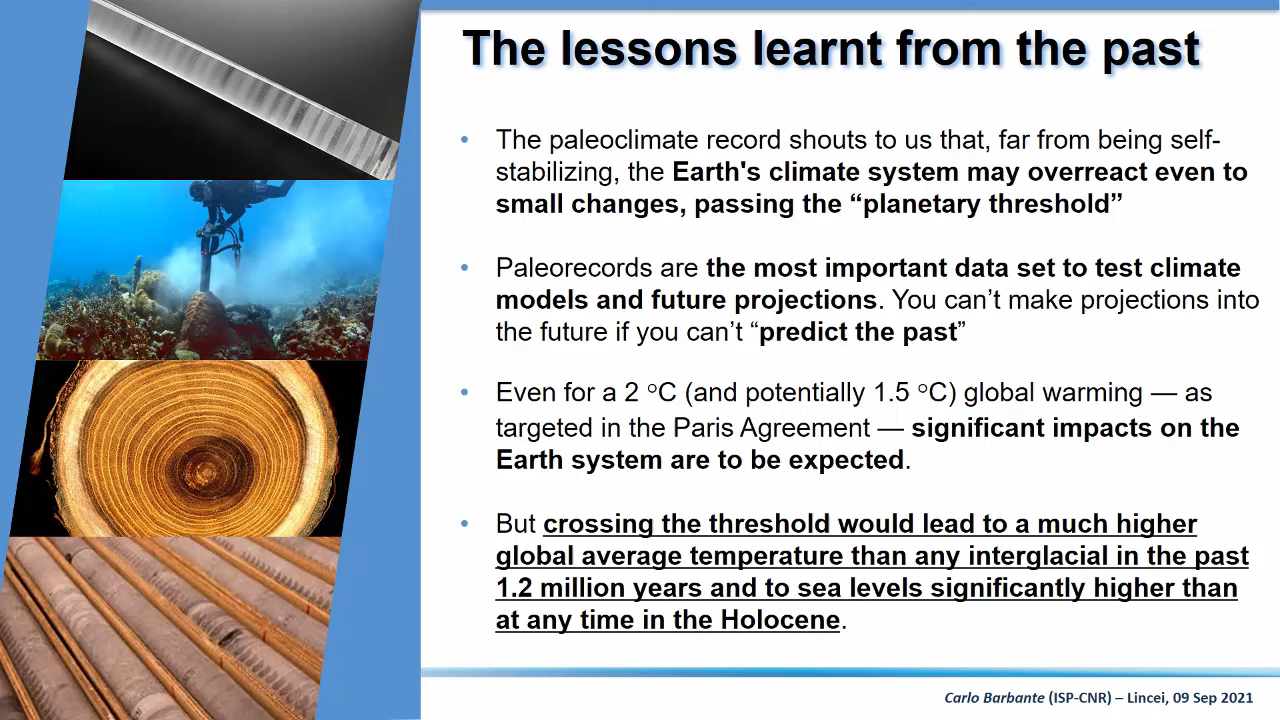 The lessons learnt from the past
• The paleoclimate record shouts to us that, far from being self-
stabilizing, the Earth's climate system may overreact even to
small changes, passing the “planetary threshold”
• Paleorecords are the most important data set to test climate
models and future projections. You can’t make projections into
the future if you can’t “predict the past”
• Even for a 2 °C (and potentially 1.5 °C) global warming — as
targeted in the Paris Agreement — significant impacts on the
Earth system are to be expected.
• But crossing the threshold would lead to a much higher
global average temperature than any interglacial in the past
1.2 million years and to sea levels significantly higher than
at any time in the Holocene.
Carlo Barbante (ISP-CNR) – Lincei, 09 Sep 2021